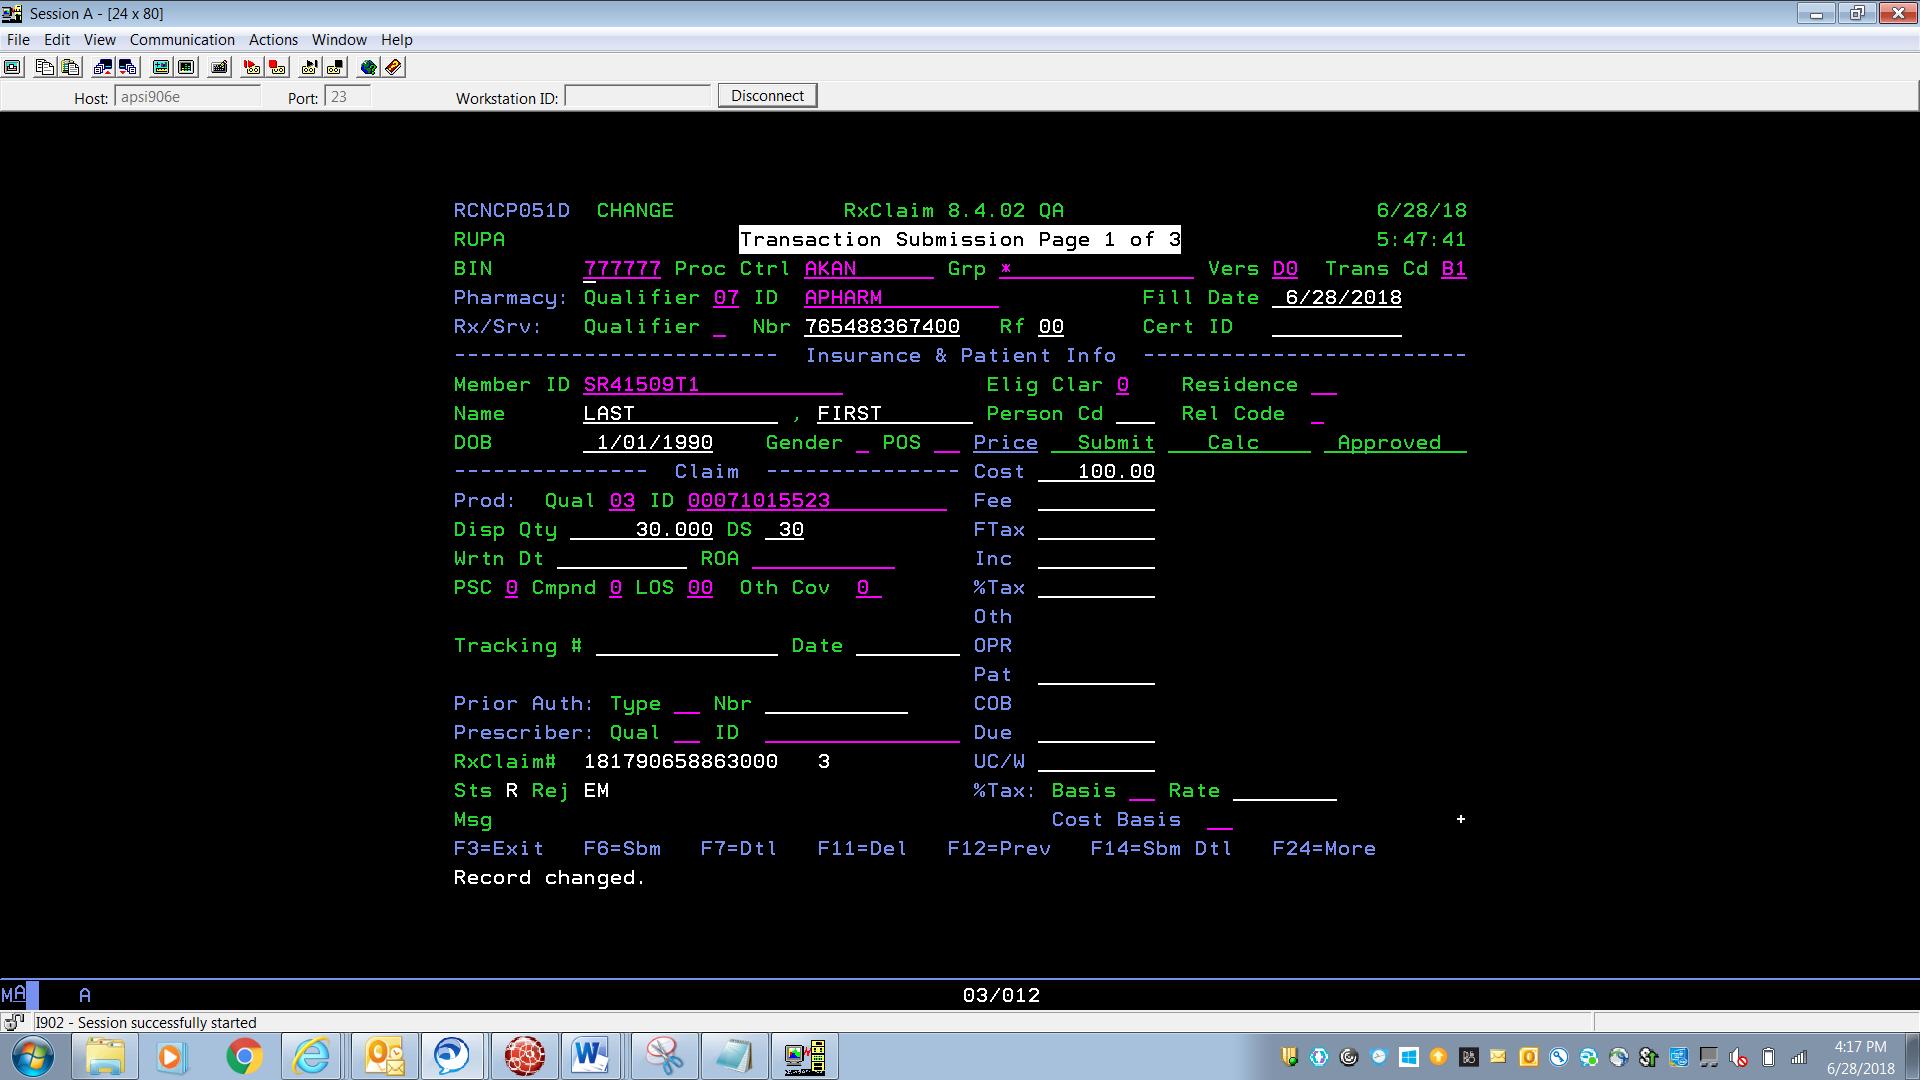 Session A - [24 x 80]
File Edit View Communication Actions Window Help
Host: apsi906e Port: 23 Workstation ID: Disconnect
RCNCP051D CHANGE RxClaim 8.4.02 QA 6/28/18
RUPA Transaction Submission Page 1 of 3 5:47:41
BIN 777777 Proc Ctrl AKAN Grp * Vers D0 Trans Cd B1
Pharmacy: Qualifier 07 ID APHARM Fill Date 6/28/2018
Rx/Srv: Qualifier _ Nbr 765488367400 Rf 00 Cert ID
------------------------- Insurance & Patient Info -------------------------
Member ID SR41509T1 Elig Clar 0 Residence
Name LAST , FIRST Person Cd Rel Code
DOB 1/01/1990 Gender _ POS __ Price Submit Calc Approved
--------------- Claim --------------- Cost 100.00
Prod: Qual 03 ID 00071015523 Fee
Disp Qty 30.000 DS 30 FTax
Wrtn Dt ROA Inc
PSC 0 Cmpnd 0 LOS 00 Oth Cov 0 %Tax
Oth
Tracking # Date OPR
Pat
Prior Auth: Type __ Nbr COB
Prescriber: Qual __ ID Due
RxClaim# 181790658863000 3 UC/W
Sts R Rej EM %Tax: Basis __ Rate
Msg Cost Basis __ +
F3=Exit F6=Sbm F7=Dtl F11=Del F12=Prev F14=Sbm Dtl F24=More
Record changed.
MA A 03/012
I902 - Session successfully started
4:17 PM
6/28/2018